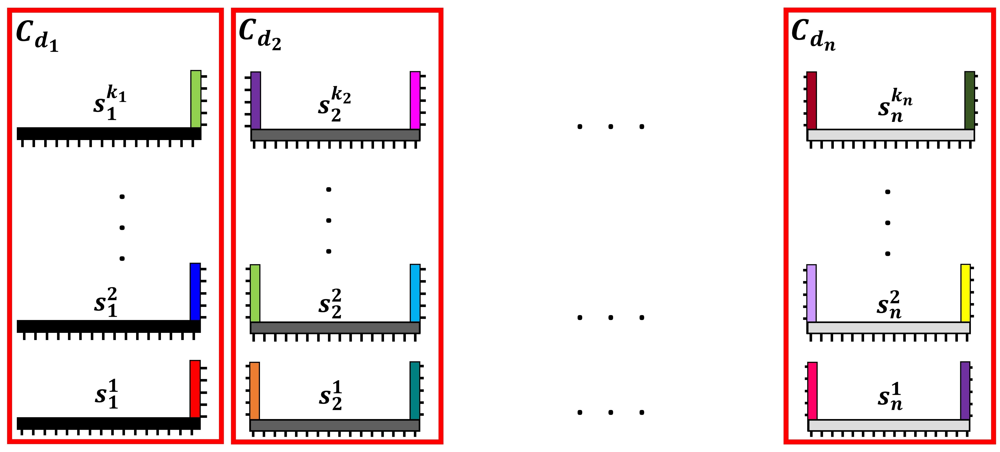 C_{d_1} C_{d_2} C_{d_n}
s_1^{k_1} s_2^{k_2} . . . s_n^{k_n}
s_1^2 s_2^2 . . . s_n^2
s_1^1 s_2^1 . . . s_n^1